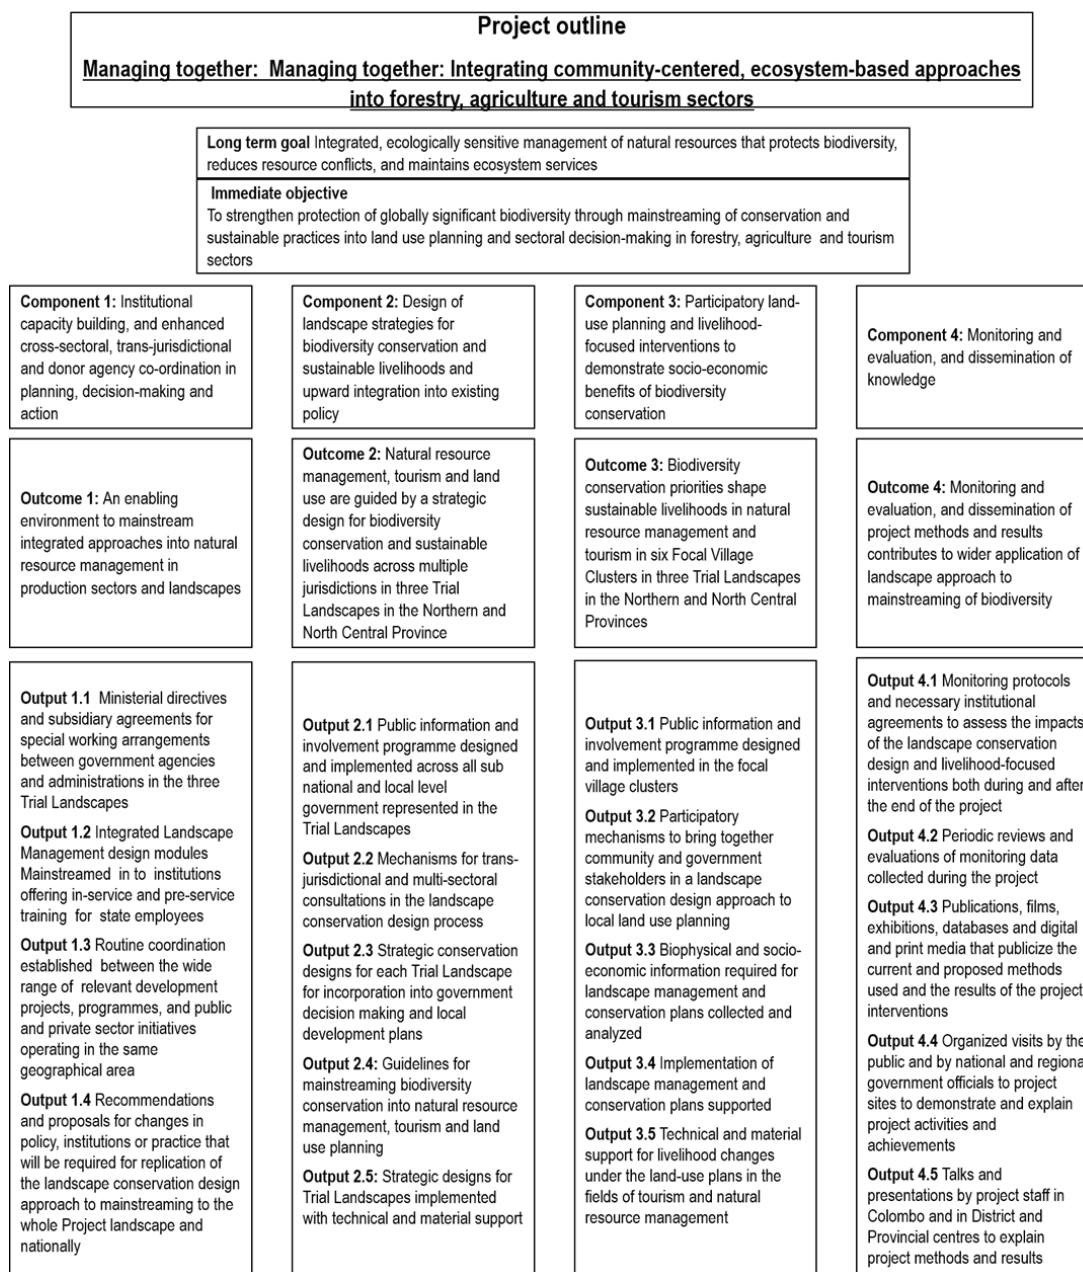 Project outline
Managing together: Managing together: Integrating community-centered, ecosystem-based approaches
into forestry, agriculture and tourism sectors
Long term goal Integrated, ecologically sensitive management of natural resources that protects biodiversity,
reduces resource conflicts, and maintains ecosystem services
Immediate objective
To strengthen protection of globally significant biodiversity through mainstreaming of conservation and
sustainable practices into land use planning and sectoral decision-making in forestry, agriculture and tourism
sectors
Component 1: Institutional
capacity building, and enhanced
cross-sectoral, trans-jurisdictional
and donor agency co-ordination in
planning, decision-making and
action
Component 2: Design of
landscape strategies for
biodiversity conservation and
sustainable livelihoods and
upward integration into existing
policy
Component 3: Participatory land-
use planning and livelihood-
focused interventions to
demonstrate socio-economic
benefits of biodiversity
conservation
Component 4: Monitoring and
evaluation, and dissemination of
knowledge
Outcome 1: An enabling
environment to mainstream
integrated approaches into natural
resource management in
production sectors and landscapes
Outcome 2: Natural resource
management, tourism and land
use are guided by a strategic
design for biodiversity
conservation and sustainable
livelihoods across multiple
jurisdictions in three Trial
Landscapes in the Northern and
North Central Province
Outcome 3: Biodiversity
conservation priorities shape
sustainable livelihoods in natural
resource management and
tourism in six Focal Village
Clusters in three Trial Landscapes
in the Northern and North Central
Provinces
Outcome 4: Monitoring and
evaluation, and dissemination of
project methods and results
contributes to wider application of
landscape approach to
mainstreaming of biodiversity
Output 1.1 Ministerial directives
and subsidiary agreements for
special working arrangements
between government agencies
and administrations in the three
Trial Landscapes
Output 1.2 Integrated Landscape
Management design modules
Mainstreamed in to institutions
offering in-service and pre-service
training for state employees
Output 1.3 Routine coordination
established between the wide
range of relevant development
projects, programmes, and public
and private sector initiatives
operating in the same
geographical area
Output 1.4 Recommendations
and proposals for changes in
policy, institutions or practice that
will be required for replication of
the landscape conservation design
approach to mainstreaming to the
whole Project landscape and
nationally
Output 2.1 Public information and
involvement programme designed
and implemented across all sub
national and local level
government represented in the
Trial Landscapes
Output 2.2 Mechanisms for trans-
jurisdictional and multi-sectoral
consultations in the landscape
conservation design process
Output 2.3 Strategic conservation
designs for each Trial Landscape
for incorporation into government
decision making and local
development plans
Output 2.4: Guidelines for
mainstreaming biodiversity
conservation into natural resource
management, tourism and land
use planning
Output 2.5: Strategic designs for
Trial Landscapes implemented
with technical and material support
Output 3.1 Public information and
involvement programme designed
and implemented in the focal
village clusters
Output 3.2 Participatory
mechanisms to bring together
community and government
stakeholders in a landscape
conservation design approach to
local land use planning
Output 3.3 Biophysical and socio-
economic information required for
landscape management and
conservation plans collected and
analyzed
Output 3.4 Implementation of
landscape management and
conservation plans supported
Output 3.5 Technical and material
support for livelihood changes
under the land-use plans in the
fields of tourism and natural
resource management
Output 4.1 Monitoring protocols
and necessary institutional
agreements to assess the impacts
of the landscape conservation
design and livelihood-focused
interventions both during and after
the end of the project
Output 4.2 Periodic reviews and
evaluations of monitoring data
collected during the project
Output 4.3 Publications, films,
exhibitions, databases and digital
and print media that publicize the
current and proposed methods
used and the results of the project
interventions
Output 4.4 Organized visits by the
public and by national and regiona
government officials to project
sites to demonstrate and explain
project activities and
achievements
Output 4.5 Talks and
presentations by project staff in
Colombo and in District and
Provincial centres to explain
project methods and results